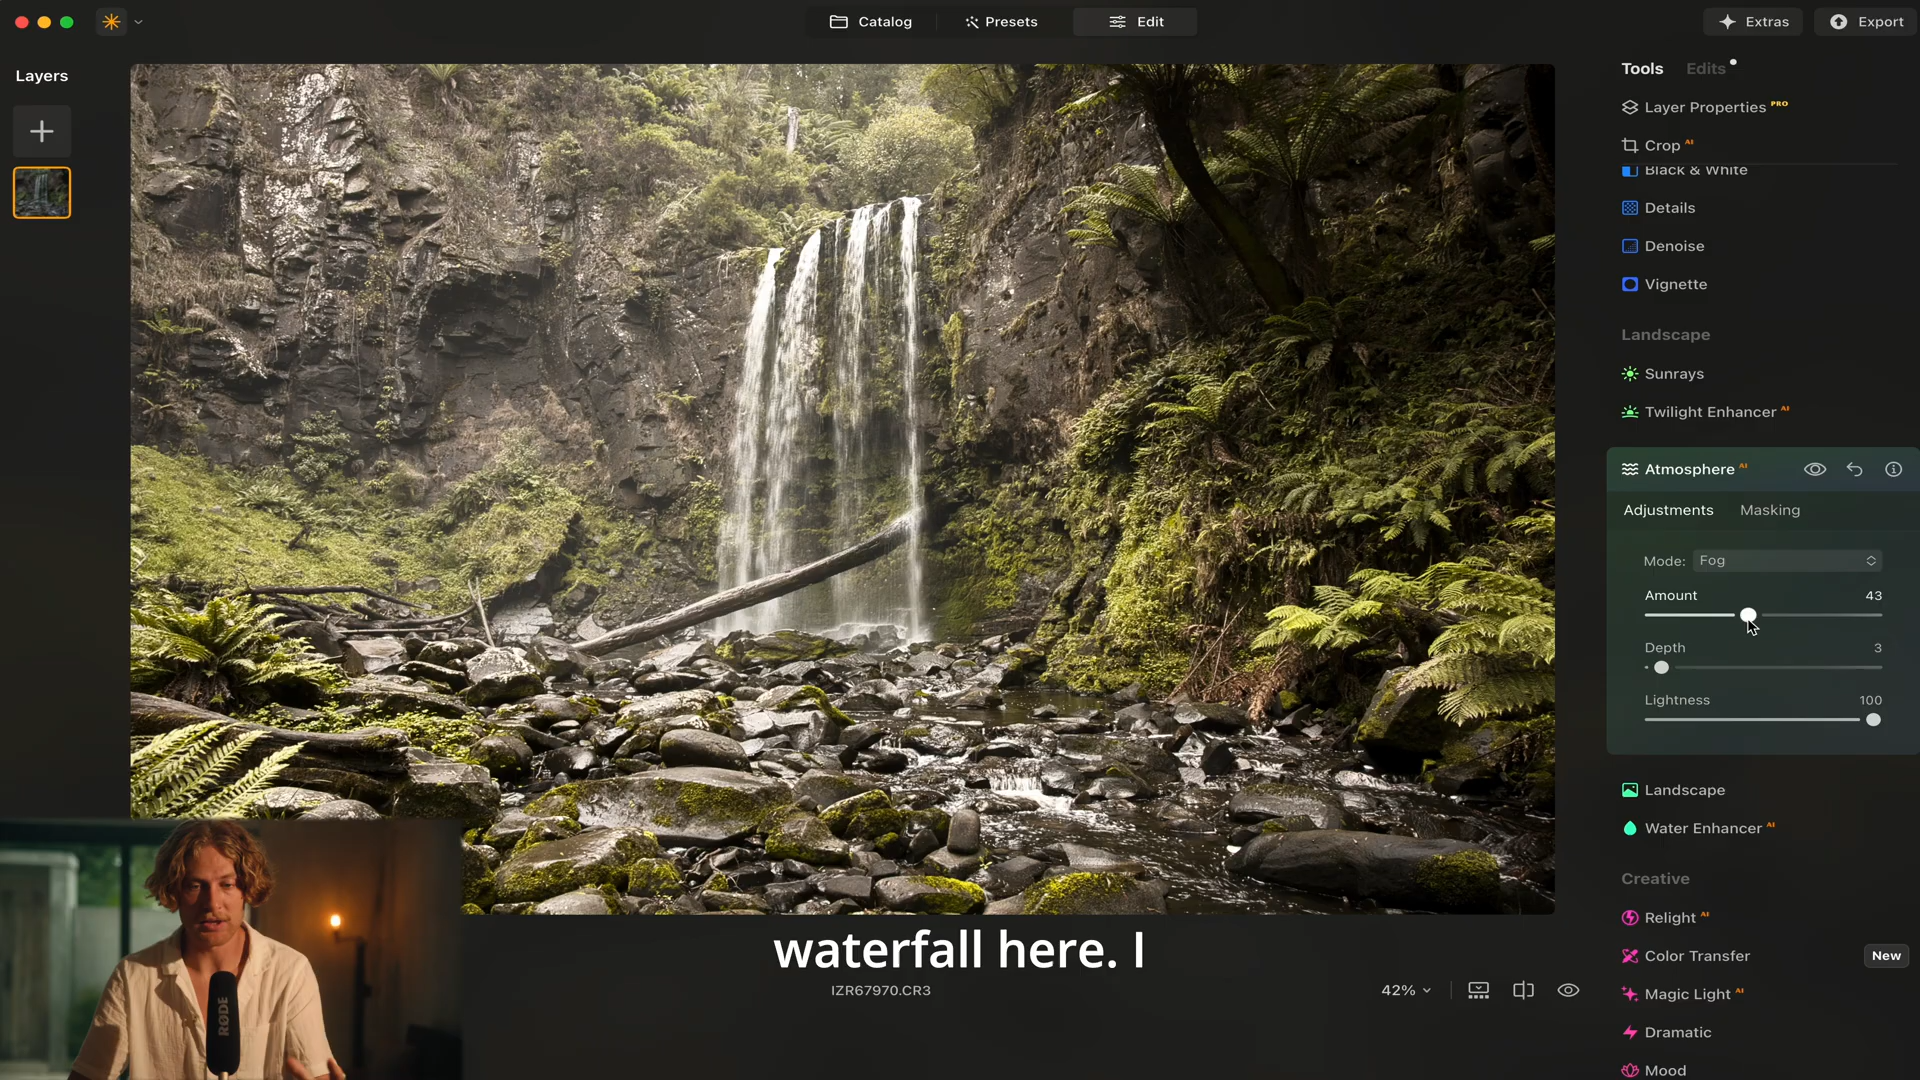 Catalog
Presets
Edit
Extras
Export
Layers
Tools
Edits
Layer Properties PRO
Crop AI
Black & White
Details
Denoise
Vignette
Landscape
Sunrays
Twilight Enhancer AI
Atmosphere AI
Adjustments
Masking
Mode: Fog
Amount 43
Depth 3
Lightness 100
Landscape
Water Enhancer AI
Creative
Relight AI
Color Transfer New
Magic Light AI
Dramatic
Mood
RØDE
waterfall here. I
IZR67970.CR3
42%